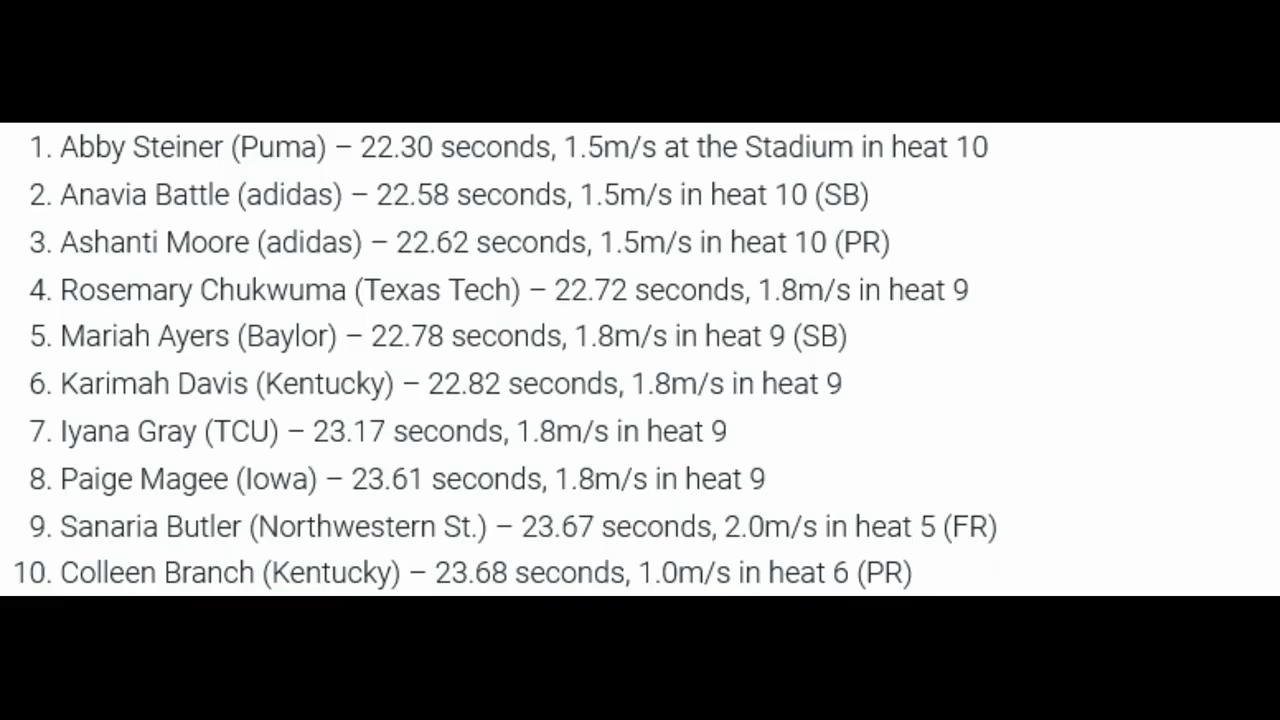 1. Abby Steiner (Puma) – 22.30 seconds, 1.5m/s at the Stadium in heat 10
2. Anavia Battle (adidas) – 22.58 seconds, 1.5m/s in heat 10 (SB)
3. Ashanti Moore (adidas) – 22.62 seconds, 1.5m/s in heat 10 (PR)
4. Rosemary Chukwuma (Texas Tech) – 22.72 seconds, 1.8m/s in heat 9
5. Mariah Ayers (Baylor) – 22.78 seconds, 1.8m/s in heat 9 (SB)
6. Karimah Davis (Kentucky) – 22.82 seconds, 1.8m/s in heat 9
7. Iyana Gray (TCU) – 23.17 seconds, 1.8m/s in heat 9
8. Paige Magee (Iowa) – 23.61 seconds, 1.8m/s in heat 9
9. Sanaria Butler (Northwestern St.) – 23.67 seconds, 2.0m/s in heat 5 (FR)
10. Colleen Branch (Kentucky) – 23.68 seconds, 1.0m/s in heat 6 (PR)